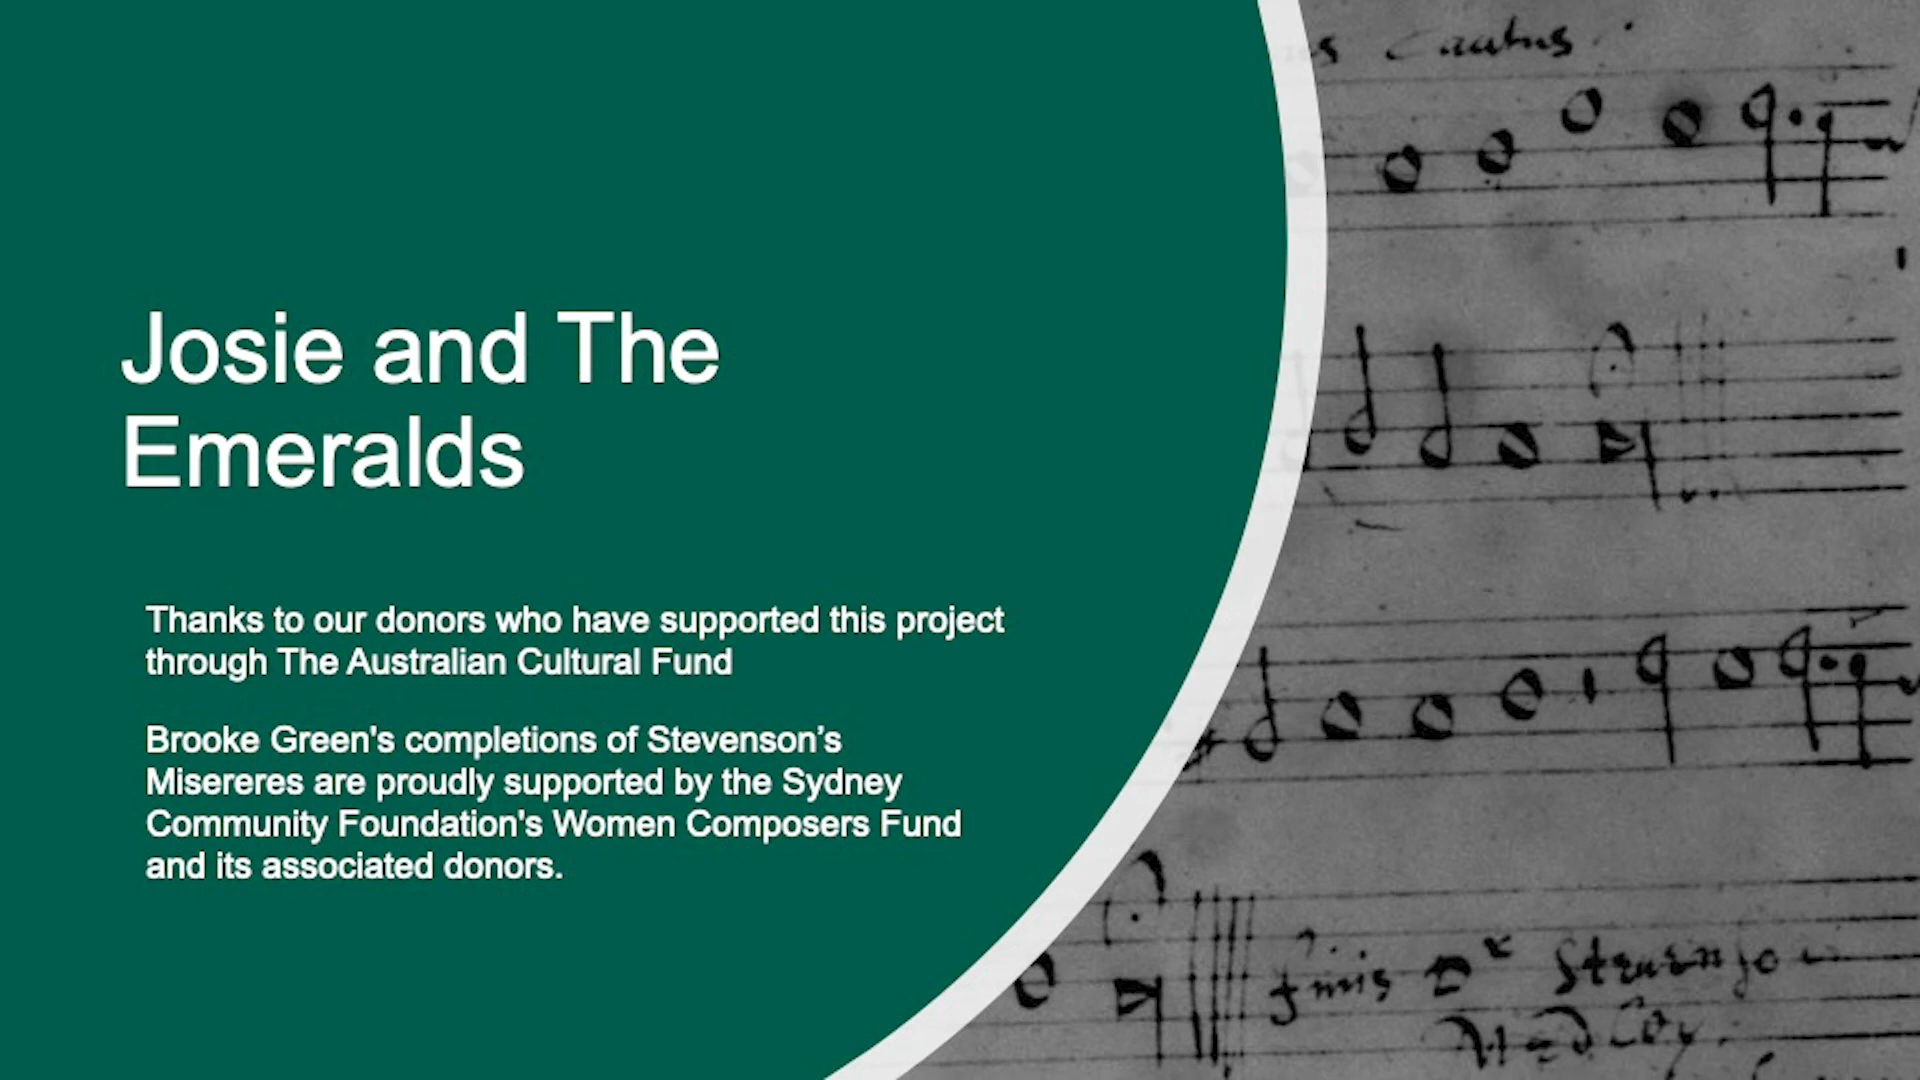 Josie and The
Emeralds
Thanks to our donors who have supported this project
through The Australian Cultural Fund
Brooke Green's completions of Stevenson’s
Misereres are proudly supported by the Sydney
Community Foundation's Women Composers Fund
and its associated donors.
finis